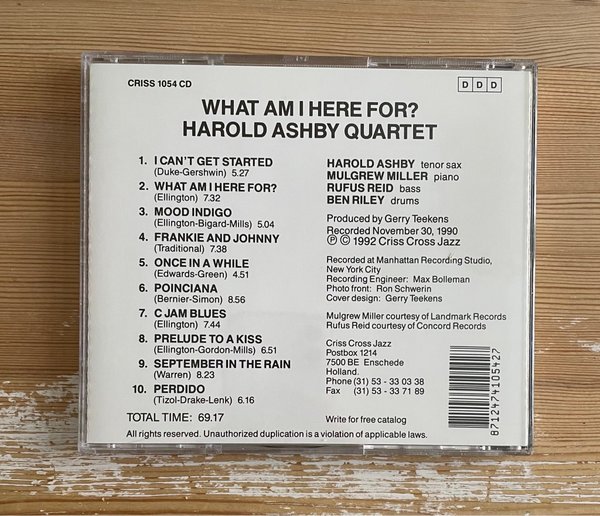 CRISS 1054 CD
D D D
WHAT AM I HERE FOR?
HAROLD ASHBY QUARTET
1. I CAN'T GET STARTED
(Duke-Gershwin) 5.27
2. WHAT AM I HERE FOR?
(Ellington) 7.32
3. MOOD INDIGO
(Ellington-Bigard-Mills) 5.04
4. FRANKIE AND JOHNNY
(Traditional) 7.38
5. ONCE IN A WHILE
(Edwards-Green) 4.51
6. POINCIANA
(Bernier-Simon) 8.56
7. C JAM BLUES
(Ellington) 7.44
8. PRELUDE TO A KISS
(Ellington-Gordon-Mills) 6.51
9. SEPTEMBER IN THE RAIN
(Warren) 8.23
10. PERDIDO
(Tizol-Drake-Lenk) 6.16
TOTAL TIME: 69.17
HAROLD ASHBY tenor sax
MULGREW MILLER piano
RUFUS REID bass
BEN RILEY drums
Produced by Gerry Teekens
Recorded November 30, 1990
℗ © 1992 Criss Cross Jazz
Recorded at Manhattan Recording Studio,
New York City
Recording Engineer: Max Bolleman
Photo front: Ron Schwerin
Cover design: Gerry Teekens
Mulgrew Miller courtesy of Landmark Records
Rufus Reid courtesy of Concord Records
Criss Cross Jazz
Postbox 1214
7500 BE Enschede
Holland.
Phone (31) 53 - 33 03 38
Fax (31) 53 - 33 71 89
Write for free catalog
8712474105427
All rights reserved. Unauthorized duplication is a violation of applicable laws.